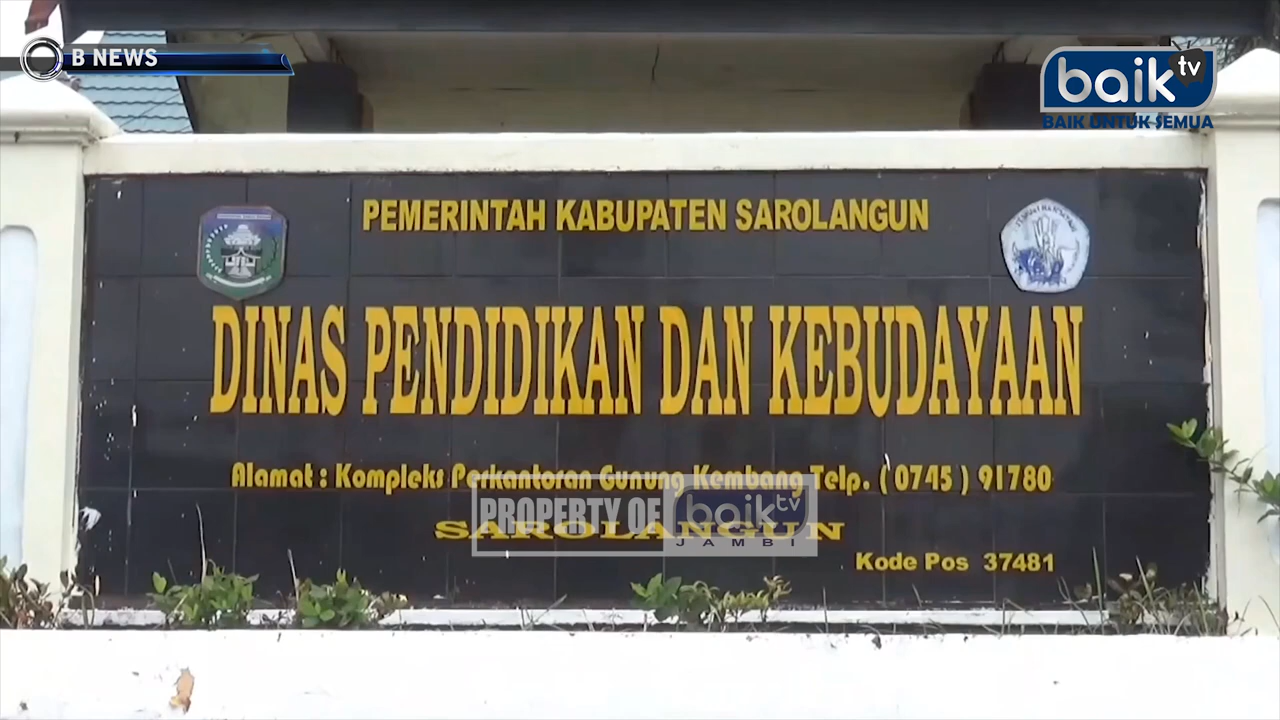 B NEWS
baik tv
BAIK UNTUK SEMUA
PEMERINTAH KABUPATEN SAROLANGUN
DINAS PENDIDIKAN DAN KEBUDAYAAN
Alamat : Kompleks Perkantoran Gunung Kembang Telp. ( 0745 ) 91780
PROPERTY OF baik tv
JAMBI
SAROLANGUN
Kode Pos 37481